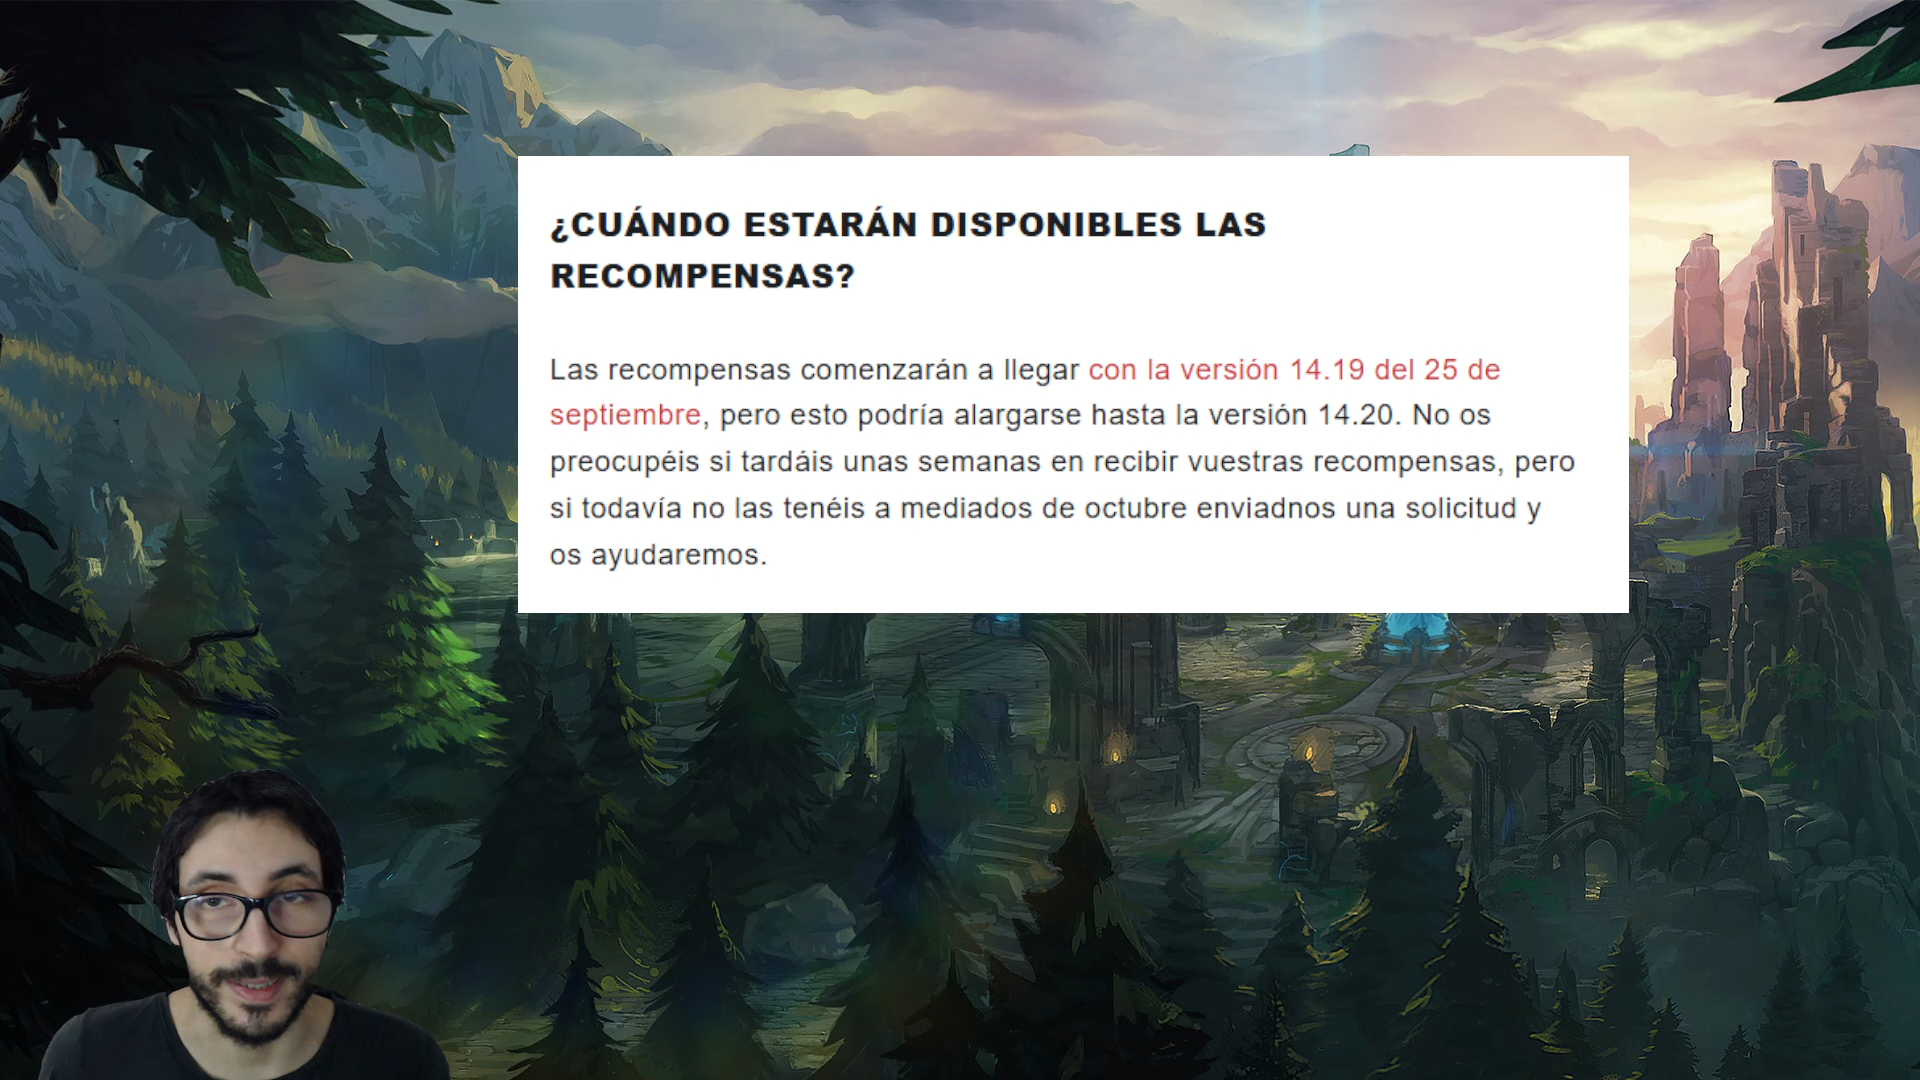 ¿CUÁNDO ESTARÁN DISPONIBLES LAS
RECOMPENSAS?
Las recompensas comenzarán a llegar con la versión 14.19 del 25 de
septiembre, pero esto podría alargarse hasta la versión 14.20. No os
preocupéis si tardáis unas semanas en recibir vuestras recompensas, pero
si todavía no las tenéis a mediados de octubre enviadnos una solicitud y
os ayudaremos.